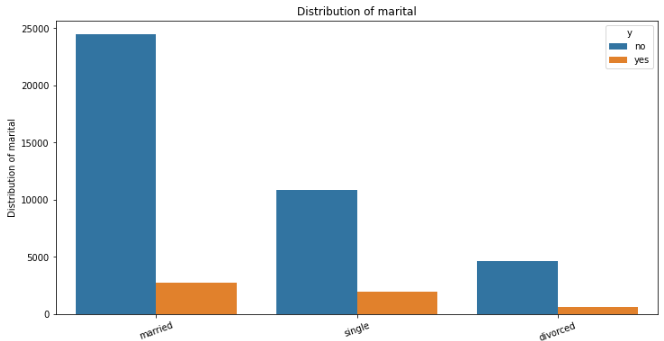 Distribution of marital
y
no
yes
Distribution of marital
25000
20000
15000
10000
5000
0
married
single
divorced